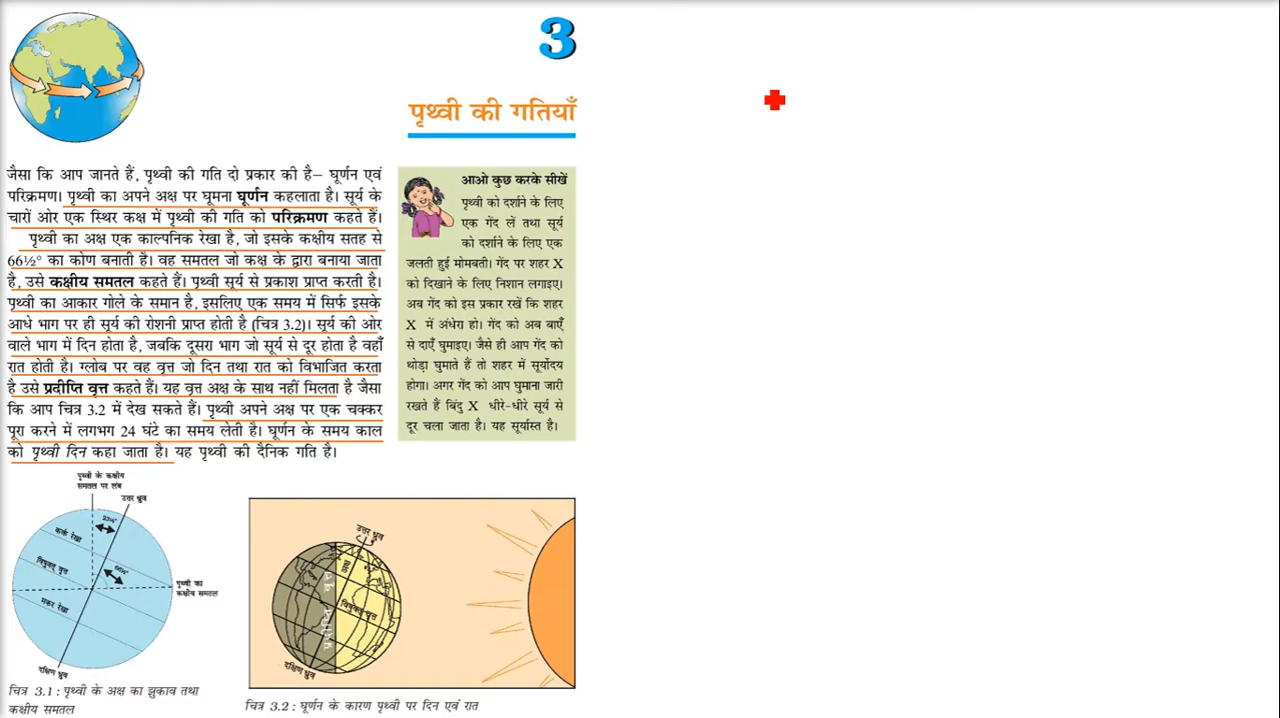 3
पृथ्वी की गतियाँ
जैसा कि आप जानते हैं, पृथ्वी की गति दो प्रकार की है– घूर्णन एवं
परिक्रमण। पृथ्वी का अपने अक्ष पर घूमना घूर्णन कहलाता है। सूर्य के
चारों ओर एक स्थिर कक्ष में पृथ्वी की गति को परिक्रमण कहते हैं।
पृथ्वी का अक्ष एक काल्पनिक रेखा है, जो इसके कक्षीय सतह से
66½° का कोण बनाती है। वह समतल जो कक्ष के द्वारा बनाया जाता
है, उसे कक्षीय समतल कहते हैं। पृथ्वी सूर्य से प्रकाश प्राप्त करती है।
पृथ्वी का आकार गोले के समान है, इसलिए एक समय में सिर्फ इसके
आधे भाग पर ही सूर्य की रोशनी प्राप्त होती है (चित्र 3.2)। सूर्य की ओर
वाले भाग में दिन होता है, जबकि दूसरा भाग जो सूर्य से दूर होता है वहाँ
रात होती है। ग्लोब पर वह वृत्त जो दिन तथा रात को विभाजित करता
है उसे प्रदीप्ति वृत्त कहते हैं। यह वृत्त अक्ष के साथ नहीं मिलता है जैसा
कि आप चित्र 3.2 में देख सकते हैं। पृथ्वी अपने अक्ष पर एक चक्कर
पूरा करने में लगभग 24 घंटे का समय लेती है। घूर्णन के समय काल
को पृथ्वी दिन कहा जाता है। यह पृथ्वी की दैनिक गति है।
आओ कुछ करके सीखें
पृथ्वी को दर्शाने के लिए
एक गेंद लें तथा सूर्य
को दर्शाने के लिए एक
जलती हुई मोमबती। गेंद पर शहर X
को दिखाने के लिए निशान लगाइए।
अब गेंद को इस प्रकार रखें कि शहर
X में अंधेरा हो। गेंद को अब बाएँ
से दाएँ घुमाइए। जैसे ही आप गेंद को
थोड़ा घुमाते हैं तो शहर में सूर्योदय
होगा। अगर गेंद को आप घुमाना जारी
रखते हैं बिंदु X धीरे-धीरे सूर्य से
दूर चला जाता है। यह सूर्यास्त है।
पृथ्वी के कक्षीय
समतल पर लंब
उत्तर ध्रुव
23½°
कर्क रेखा
विषुवत् वृत्त
66½°
पृथ्वी का
कक्षीय समतल
मकर रेखा
दक्षिण ध्रुव
चित्र 3.1 : पृथ्वी के अक्ष का झुकाव तथा
कक्षीय समतल
उत्तर ध्रुव
प्रदीप्ति वृत्त
विषुवत् वृत्त
दक्षिण ध्रुव
चित्र 3.2 : घूर्णन के कारण पृथ्वी पर दिन एवं रात